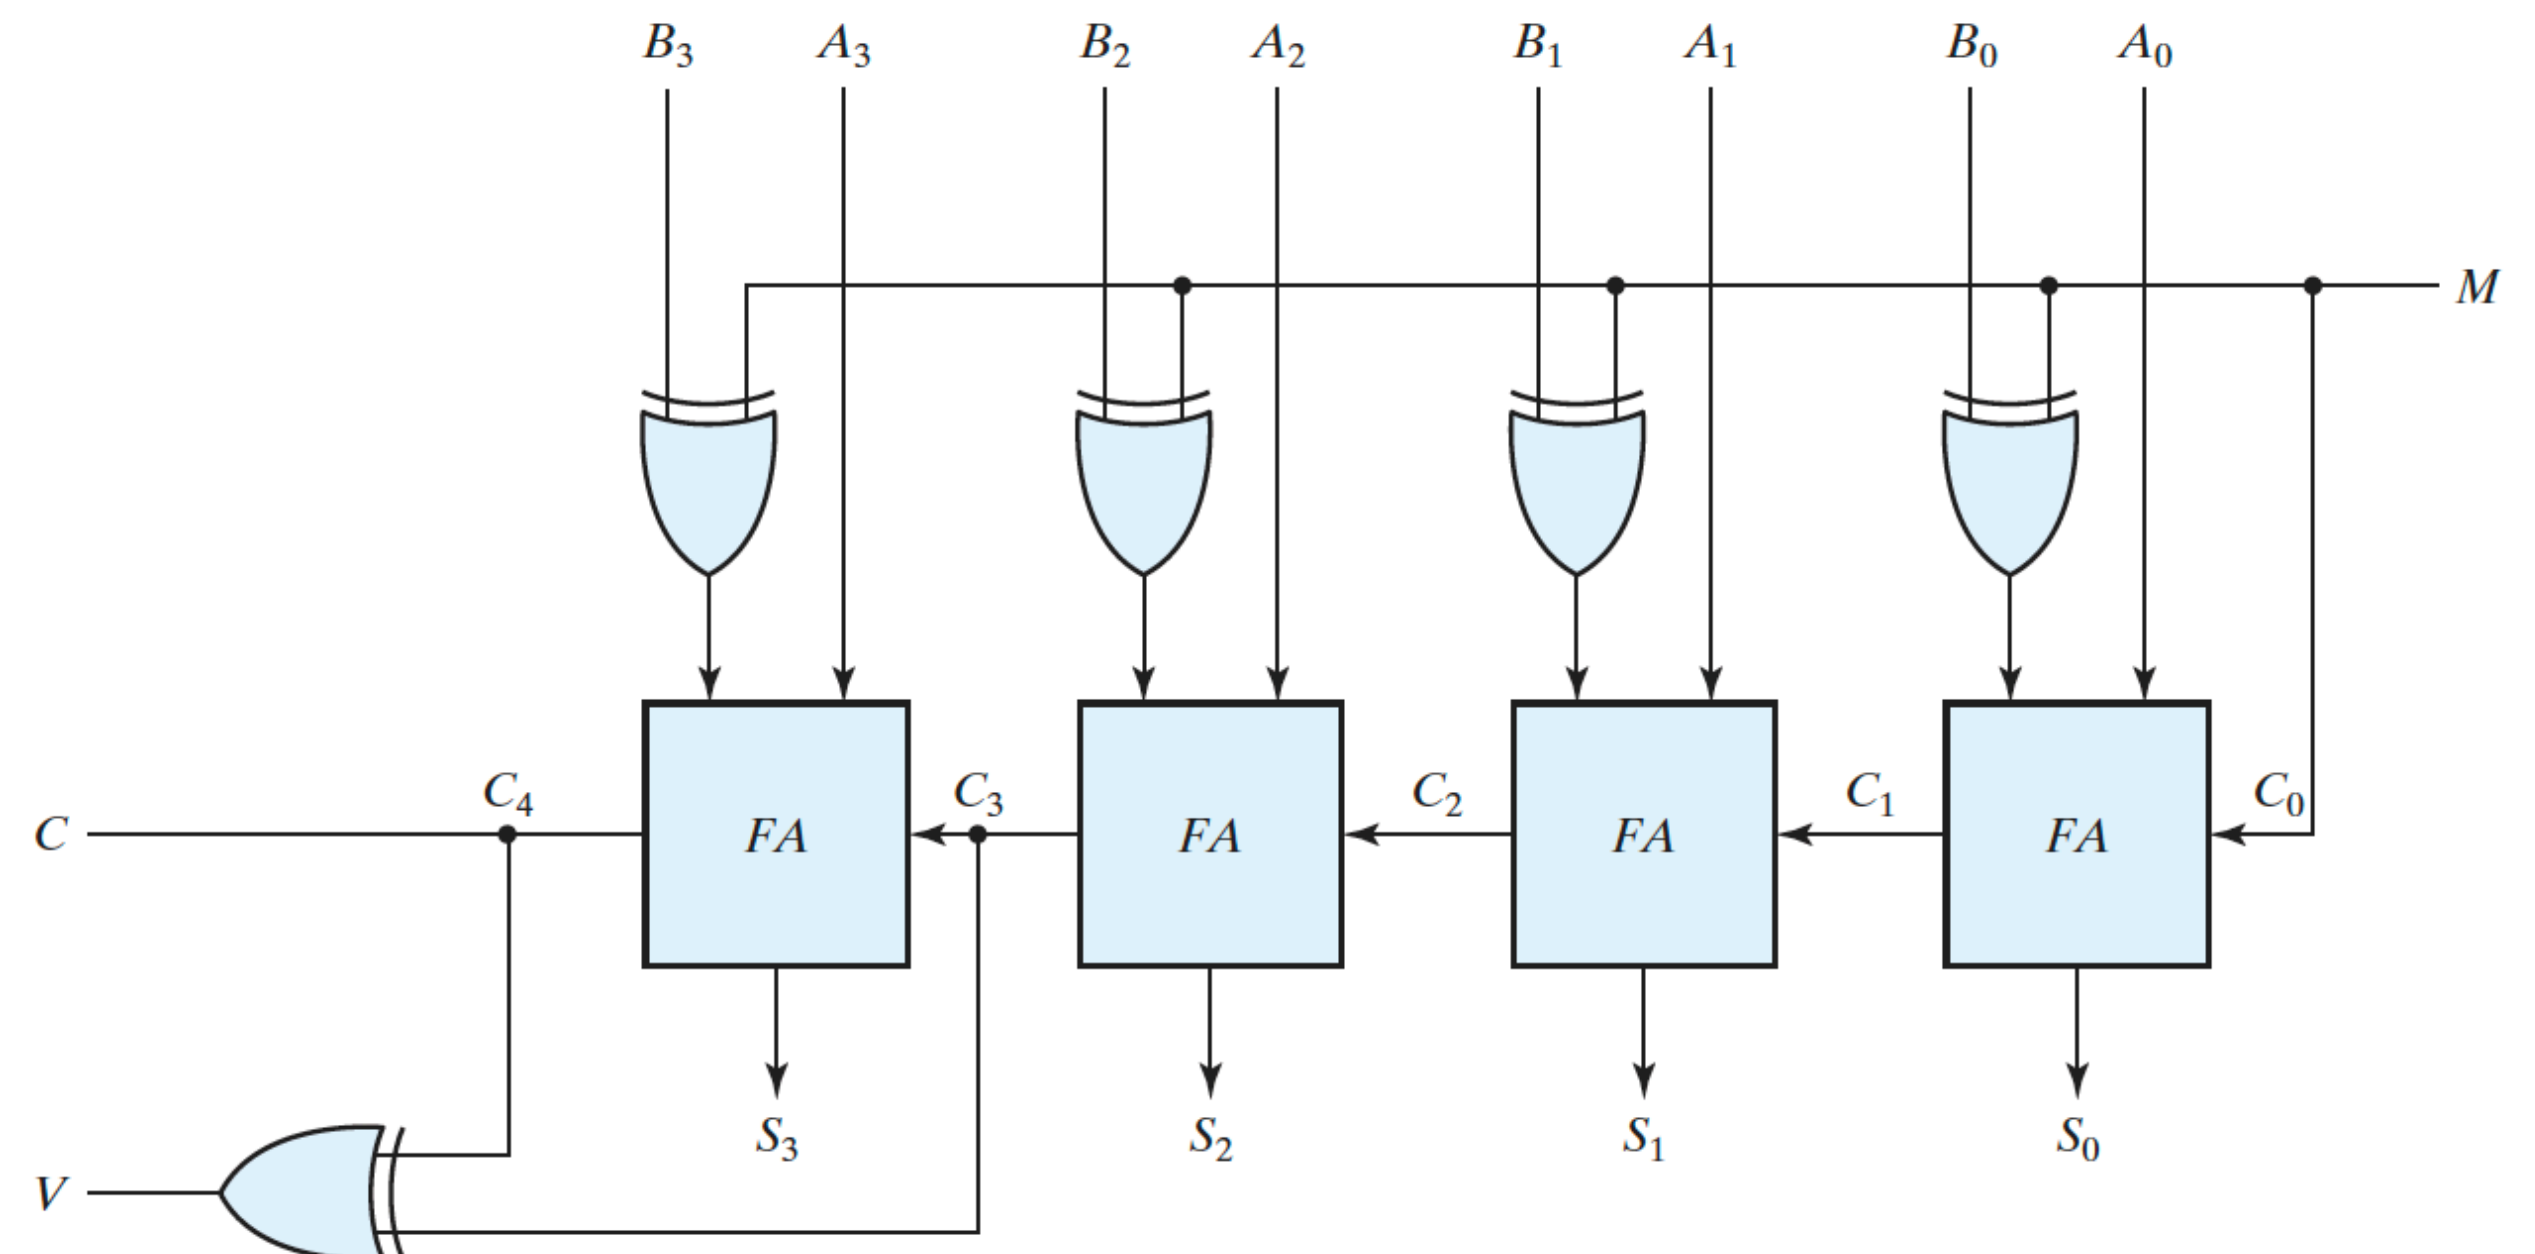 B₃ A₃ B₂ A₂ B₁ A₁ B₀ A₀
M
C₄ C₃ C₂ C₁ C₀
C FA FA FA FA
S₃ S₂ S₁ S₀
V